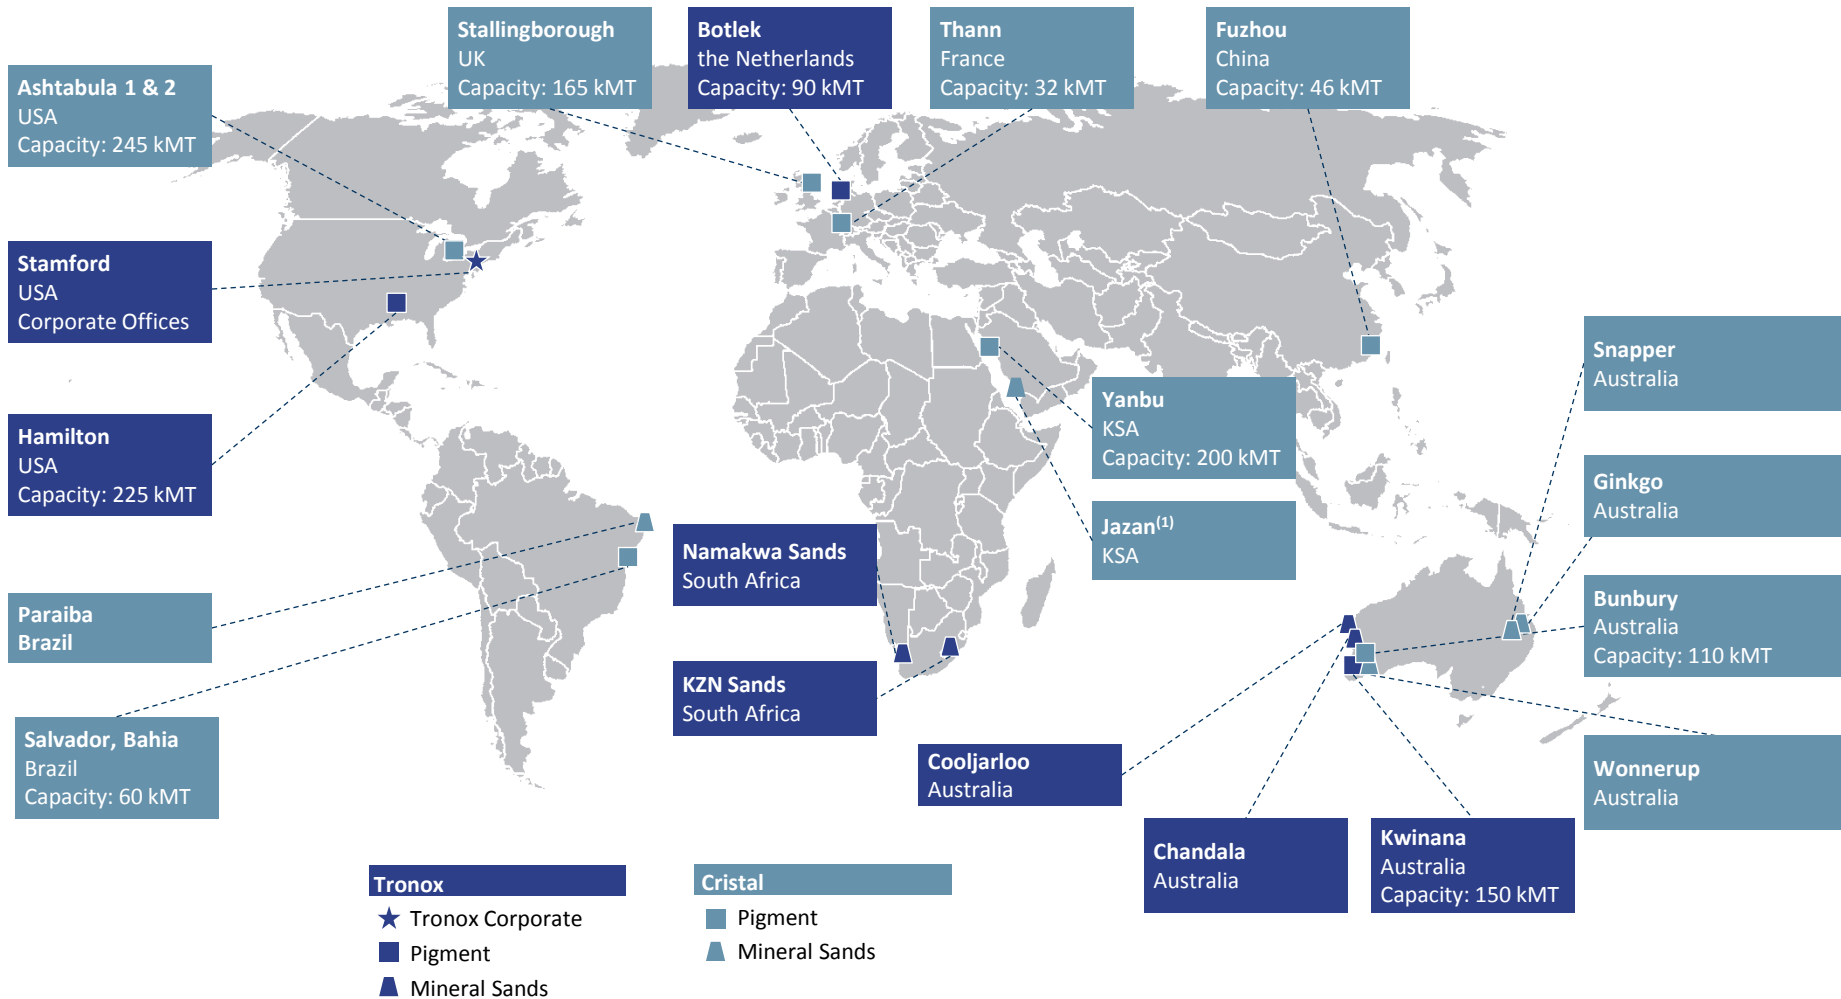 Stallingborough
UK
Capacity: 165 kMT
Botlek
the Netherlands
Capacity: 90 kMT
Thann
France
Capacity: 32 kMT
Fuzhou
China
Capacity: 46 kMT
Ashtabula 1 & 2
USA
Capacity: 245 kMT
Stamford
USA
Corporate Offices
Hamilton
USA
Capacity: 225 kMT
Paraiba
Brazil
Salvador, Bahia
Brazil
Capacity: 60 kMT
Namakwa Sands
South Africa
KZN Sands
South Africa
Yanbu
KSA
Capacity: 200 kMT
Jazan(1)
KSA
Snapper
Australia
Ginkgo
Australia
Bunbury
Australia
Capacity: 110 kMT
Wonnerup
Australia
Cooljarloo
Australia
Chandala
Australia
Kwinana
Australia
Capacity: 150 kMT
Tronox
Tronox Corporate
Pigment
Mineral Sands
Cristal
Pigment
Mineral Sands